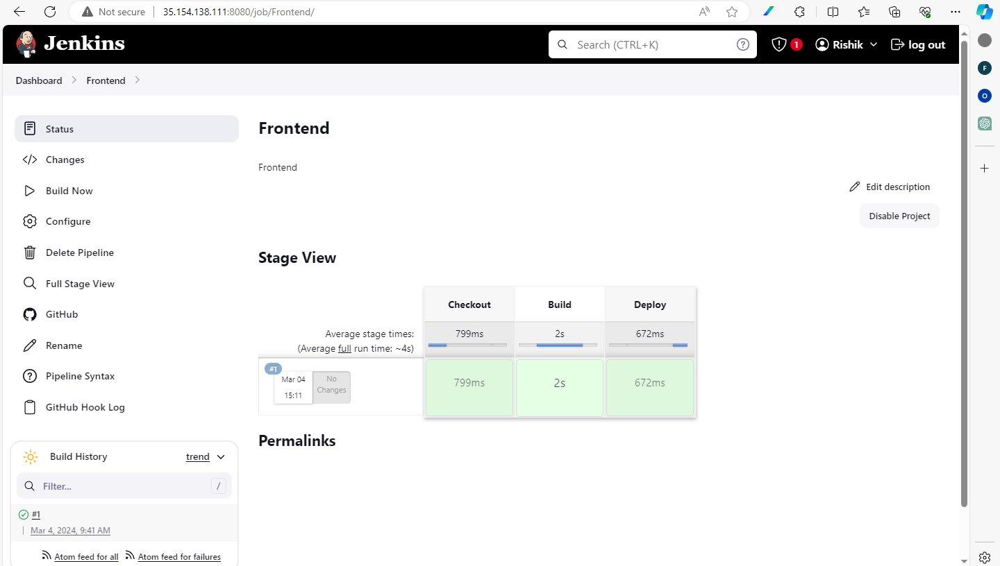 Not secure 35.154.138.111:8080/job/Frontend/
Jenkins
Search (CTRL+K)
1
Rishik
log out
Dashboard
Frontend
Status
Changes
Build Now
Configure
Delete Pipeline
Full Stage View
GitHub
Rename
Pipeline Syntax
GitHub Hook Log
Build History
trend
Filter...
/
#1
Mar 4, 2024, 9:41 AM
Atom feed for all
Atom feed for failures
Frontend
Frontend
Edit description
Disable Project
Stage View
Checkout Build Deploy
Average stage times:
(Average full run time: ~4s)
799ms 2s 672ms
#1
Mar 04
15:11
No
Changes
799ms 2s 672ms
Permalinks
F
O